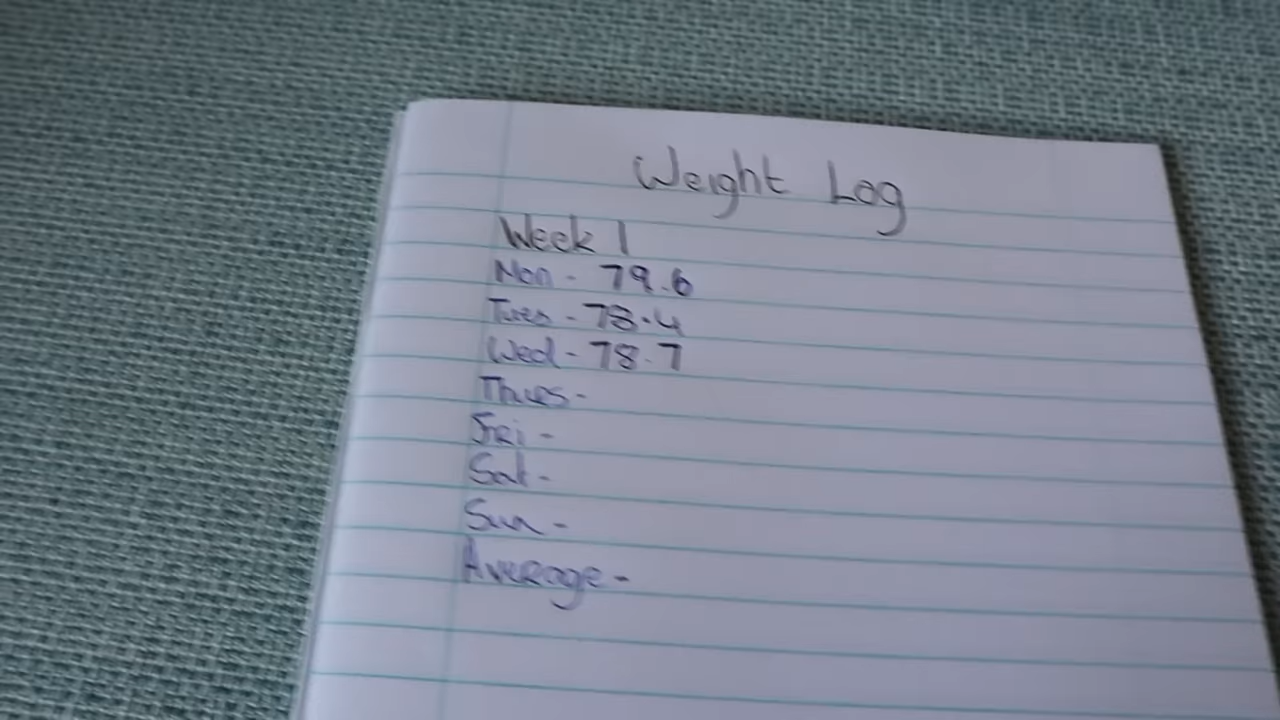 Weight Log
Week 1
Mon - 79.6
Tues - 78.4
Wed - 78.7
Thurs -
Fri -
Sat -
Sun -
Average -